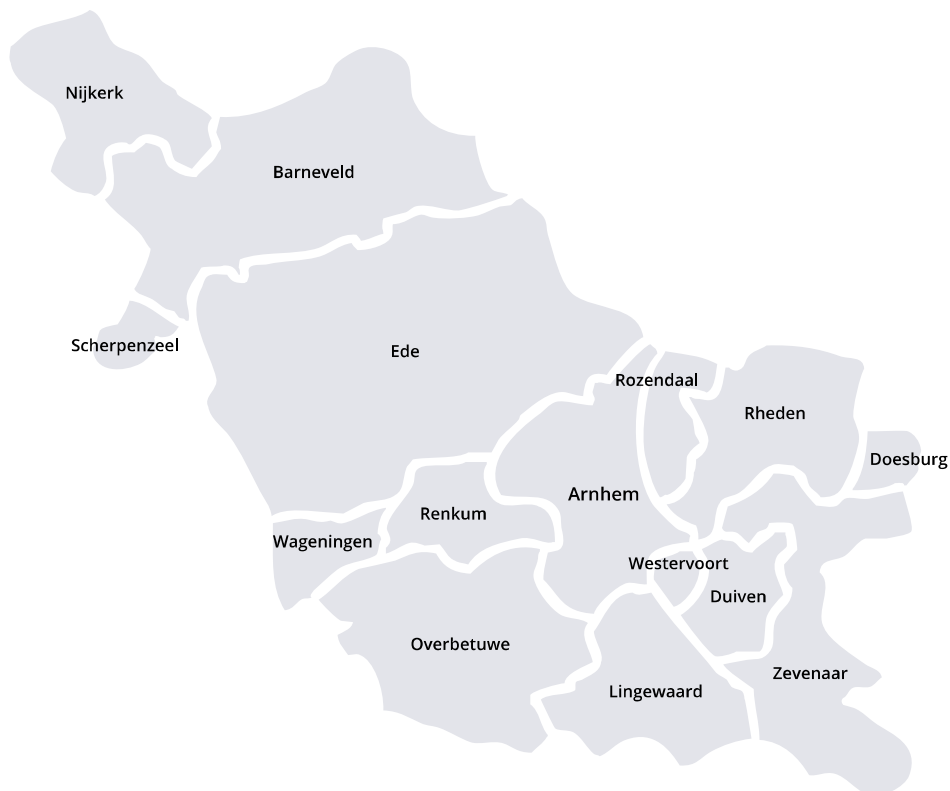 Nijkerk
Barneveld
Scherpenzeel
Ede
Rozendaal
Rheden
Doesburg
Arnhem
Renkum
Wageningen
Westervoort
Duiven
Overbetuwe
Zevenaar
Lingewaard